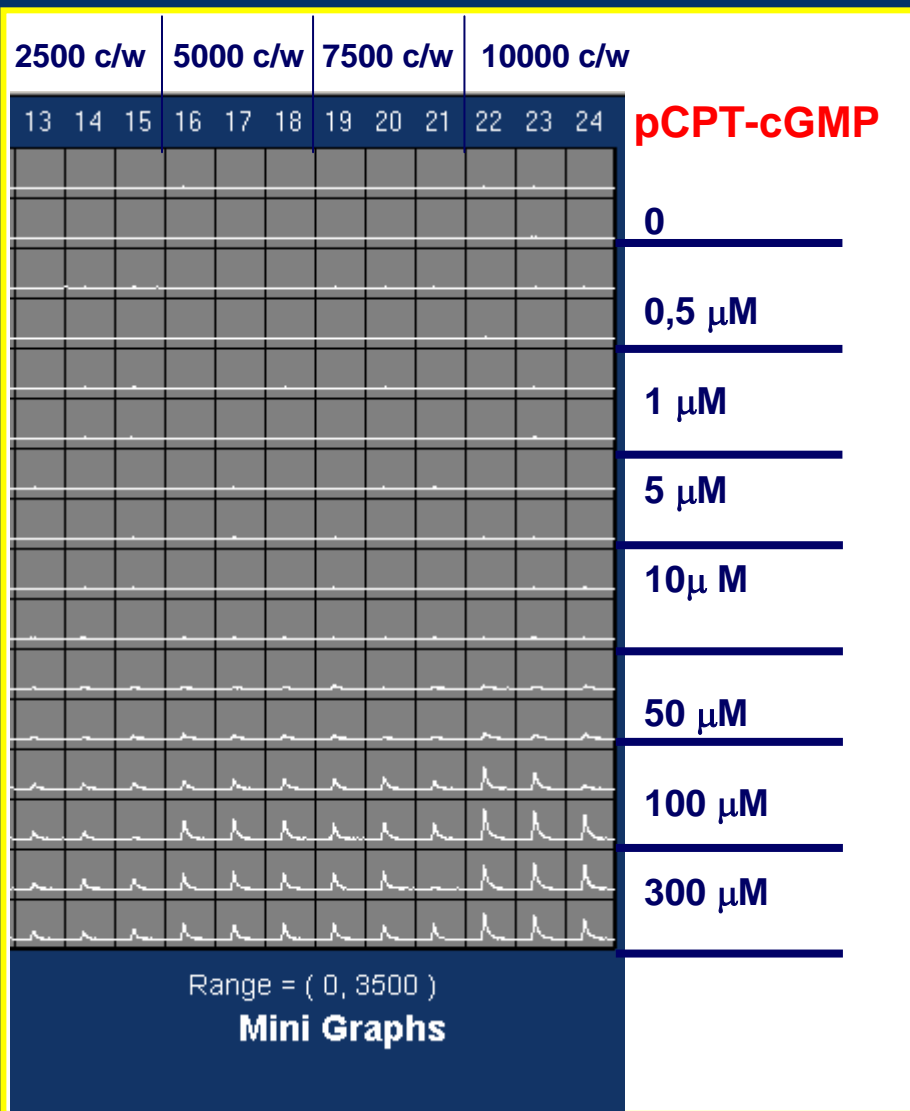 2500 c/w 5000 c/w 7500 c/w 10000 c/w
13 14 15 16 17 18 19 20 21 22 23 24
pCPT-cGMP
0
0,5 μM
1 μM
5 μM
10μ M
50 μM
100 μM
300 μM
Range = ( 0, 3500 )
Mini Graphs